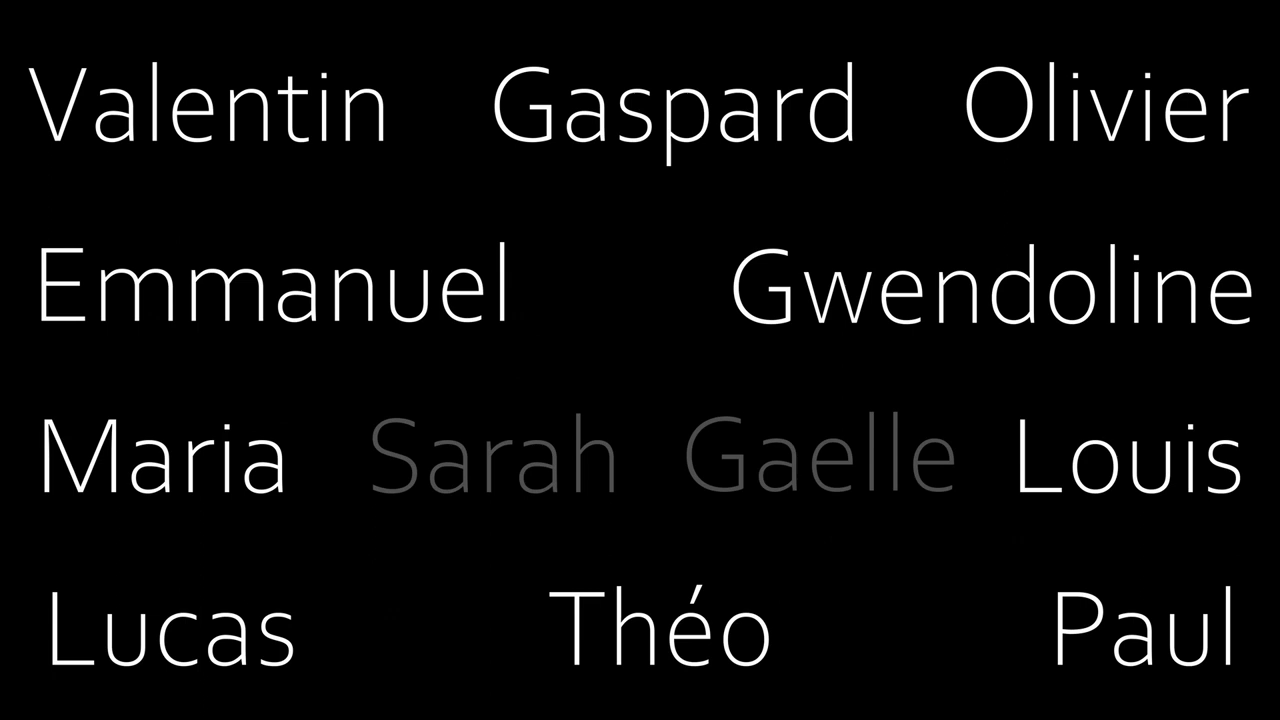 Valentin Gaspard Olivier
Emmanuel Gwendoline
Maria Sarah Gaelle Louis
Lucas Théo Paul